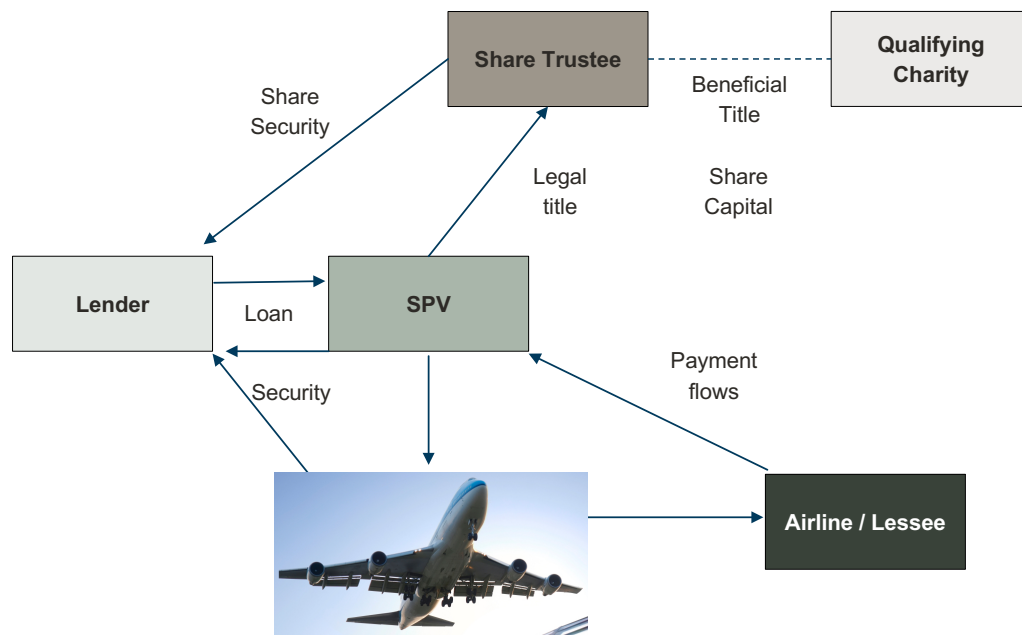 Share Trustee
Qualifying
Charity
Beneficial
Title
Share
Security
Legal
title
Share
Capital
Lender
Loan
SPV
Security
Payment
flows
Airline / Lessee